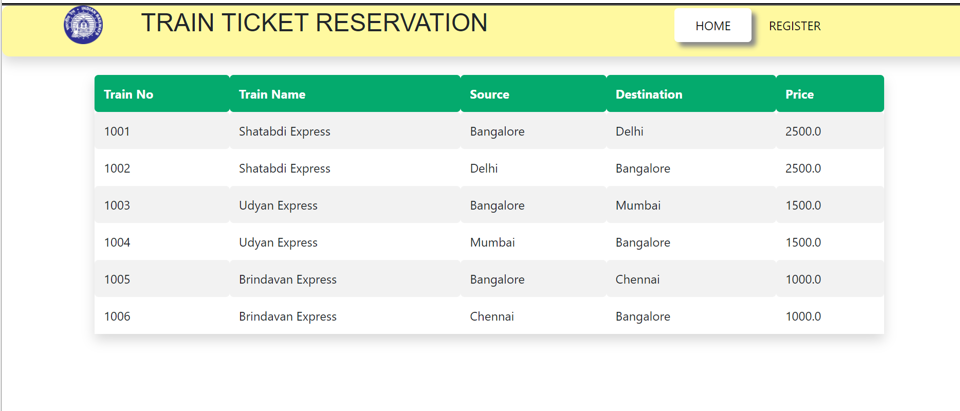 TRAIN TICKET RESERVATION HOME REGISTER
Train No Train Name Source Destination Price
1001 Shatabdi Express Bangalore Delhi 2500.0
1002 Shatabdi Express Delhi Bangalore 2500.0
1003 Udyan Express Bangalore Mumbai 1500.0
1004 Udyan Express Mumbai Bangalore 1500.0
1005 Brindavan Express Bangalore Chennai 1000.0
1006 Brindavan Express Chennai Bangalore 1000.0